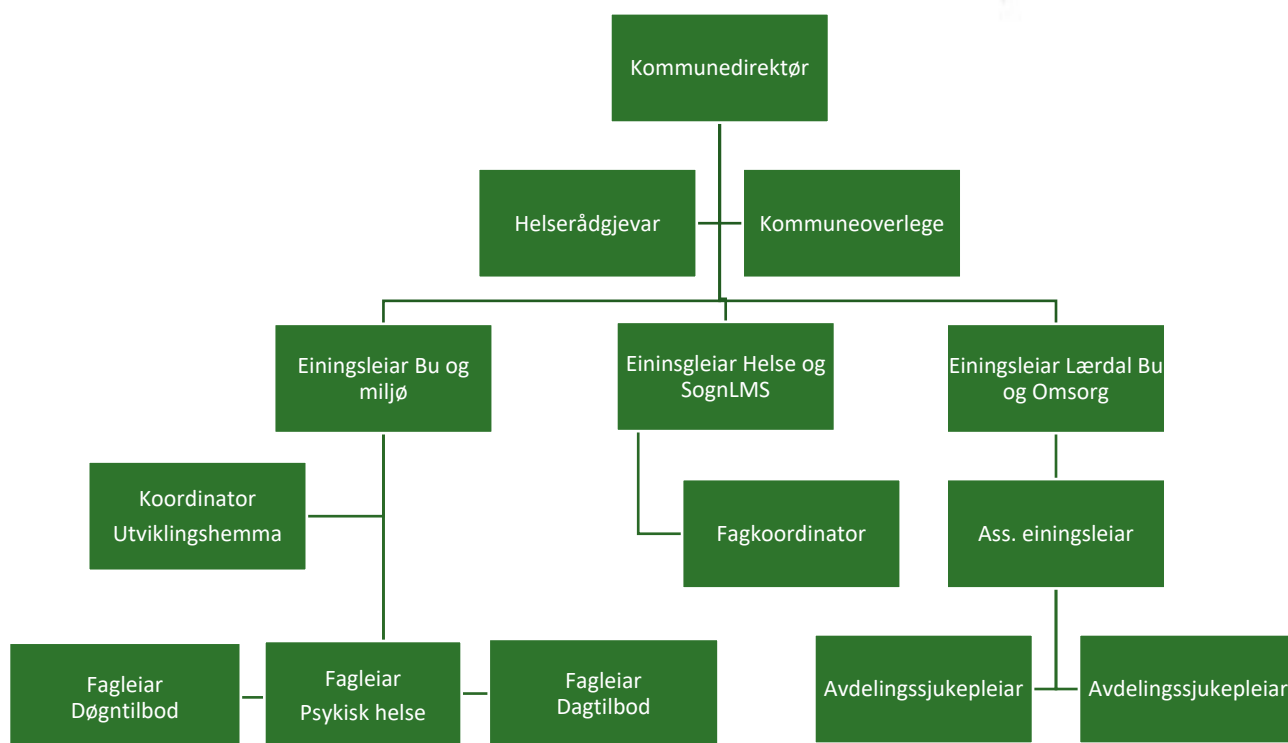 Kommunedirektør
Helserådgjevar
Kommuneoverlege
Einingsleiar Bu og
miljø
Eininsgleiar Helse og
SognLMS
Einingsleiar Lærdal Bu
og Omsorg
Koordinator
Utviklingshemma
Fagkoordinator
Ass. einingsleiar
Fagleiar
Døgntilbod
Fagleiar
Psykisk helse
Fagleiar
Dagtilbod
Avdelingssjukepleiar
Avdelingssjukepleiar